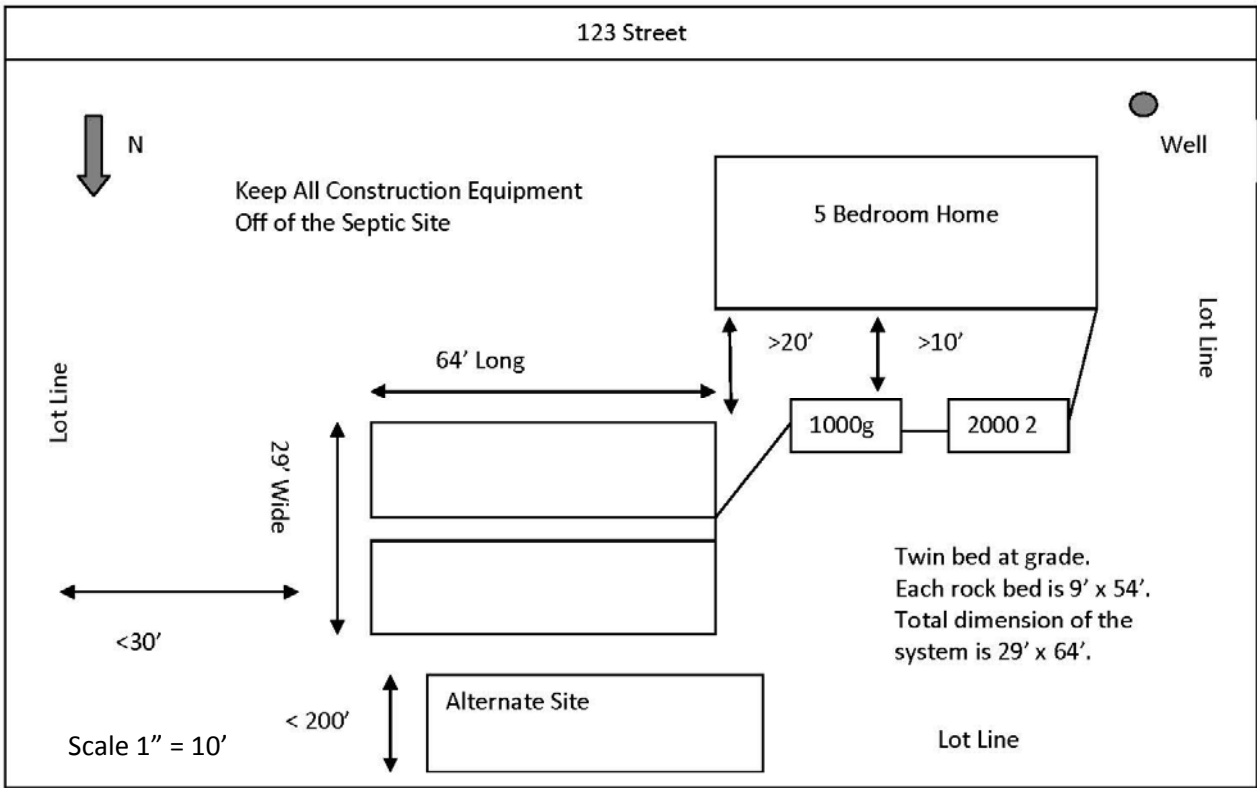 123 Street
N
Well
Keep All Construction Equipment
Off of the Septic Site
5 Bedroom Home
Lot Line
>20’
>10’
64’ Long
Lot Line
1000g
2000 2
29’ Wide
Twin bed at grade.
Each rock bed is 9’ x 54’.
Total dimension of the
system is 29’ x 64’.
<30’
Alternate Site
< 200’
Scale 1” = 10’
Lot Line